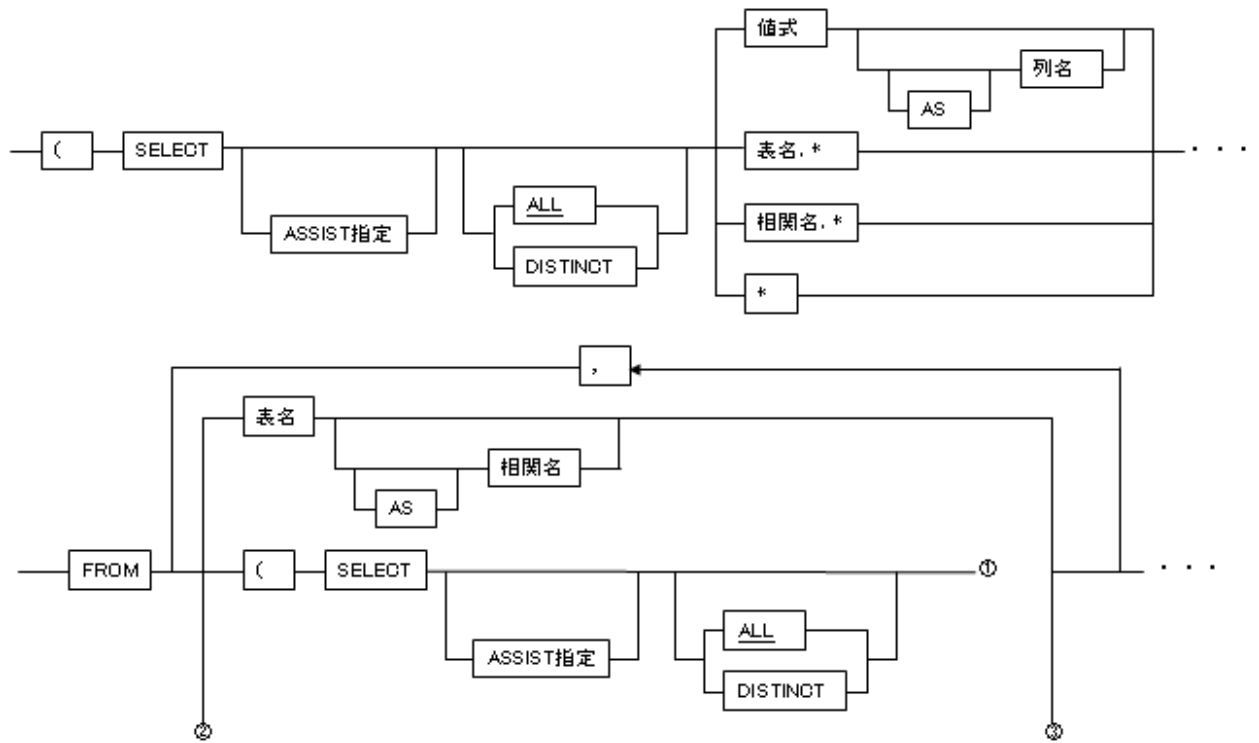 値式
列名
AS
( SELECT 表名.* ・・・
ALL
相関名.*
ASSIST指定
DISTINCT
*
,
表名
相関名
AS
FROM ( SELECT ① ・・・
ALL
ASSIST指定
DISTINCT
② ③